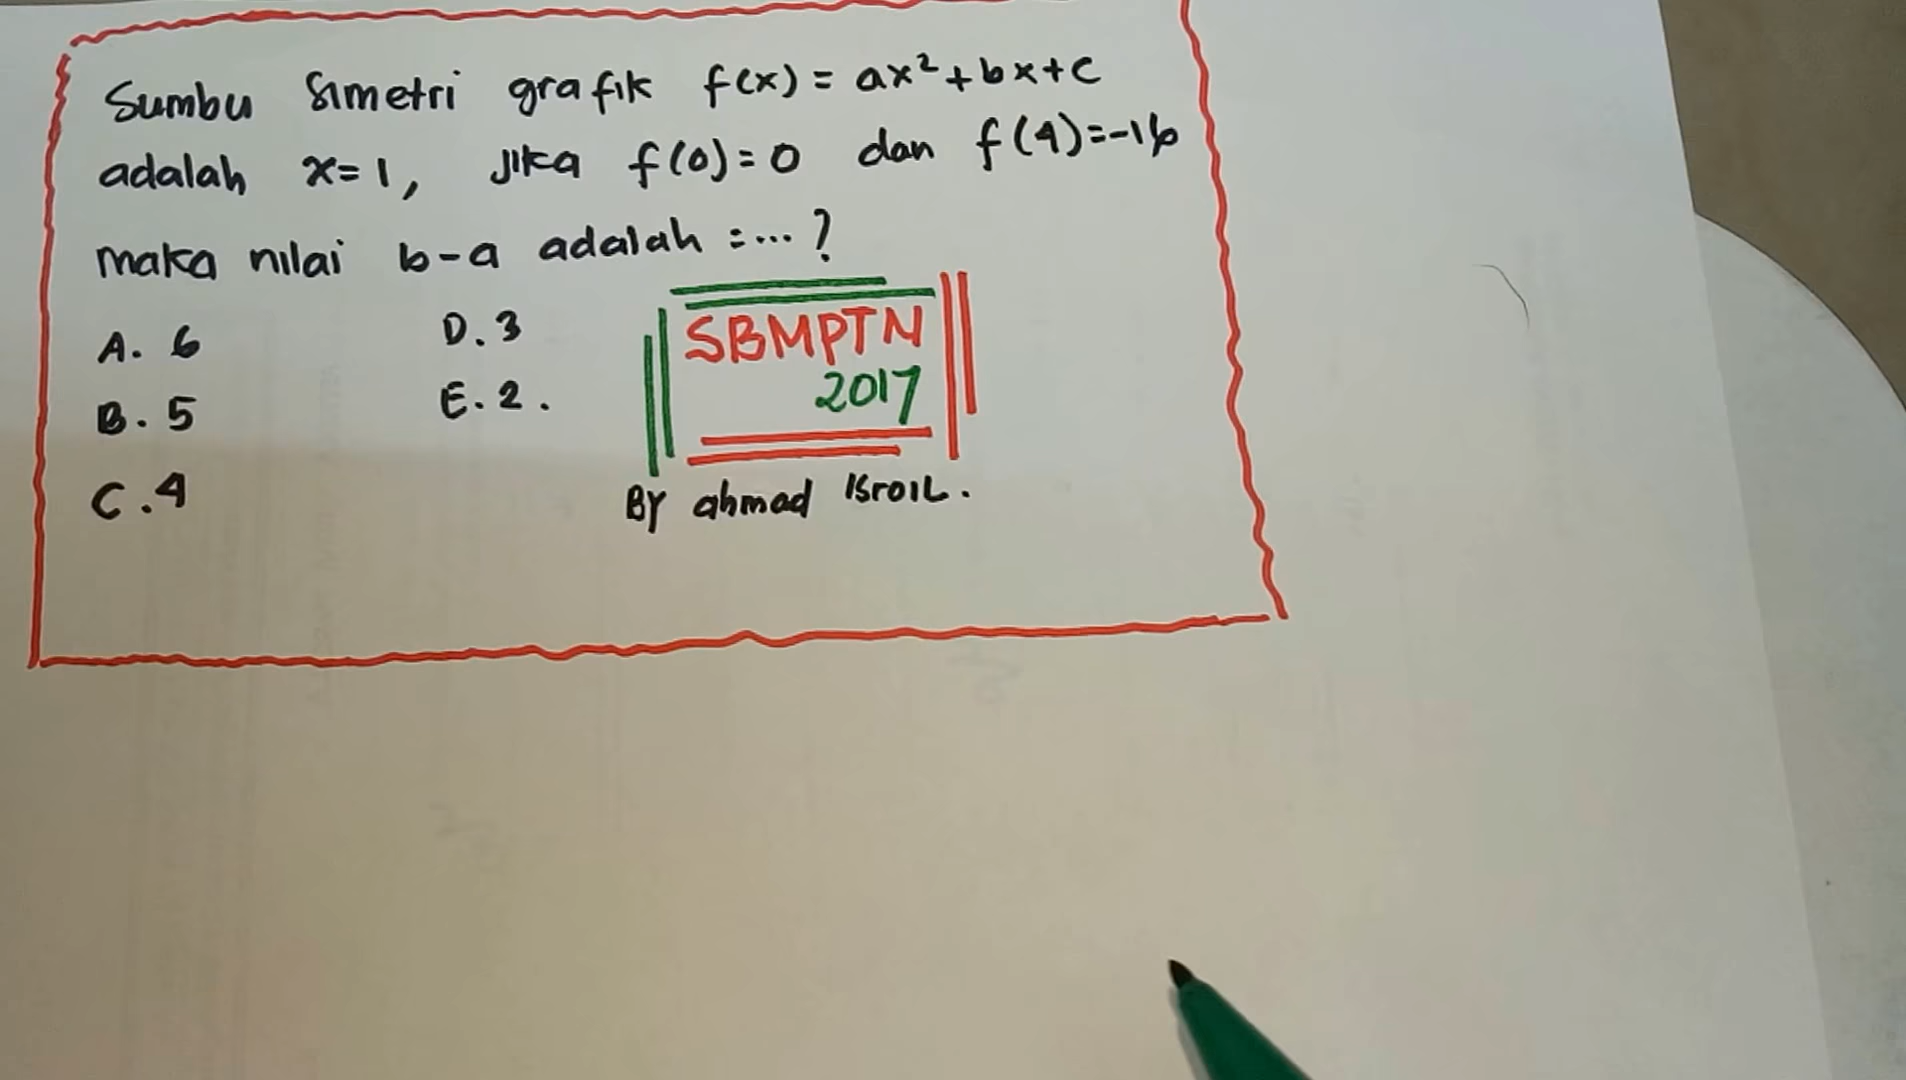 Sumbu Simetri grafik f(x) = ax² + bx + c
adalah x = 1, Jika f(0) = 0 dan f(4) = -16
maka nilai b - a adalah = ... ?
A. 6
B. 5
C. 4
D. 3
E. 2.
SBMPTN
2017
By ahmad Isroil.